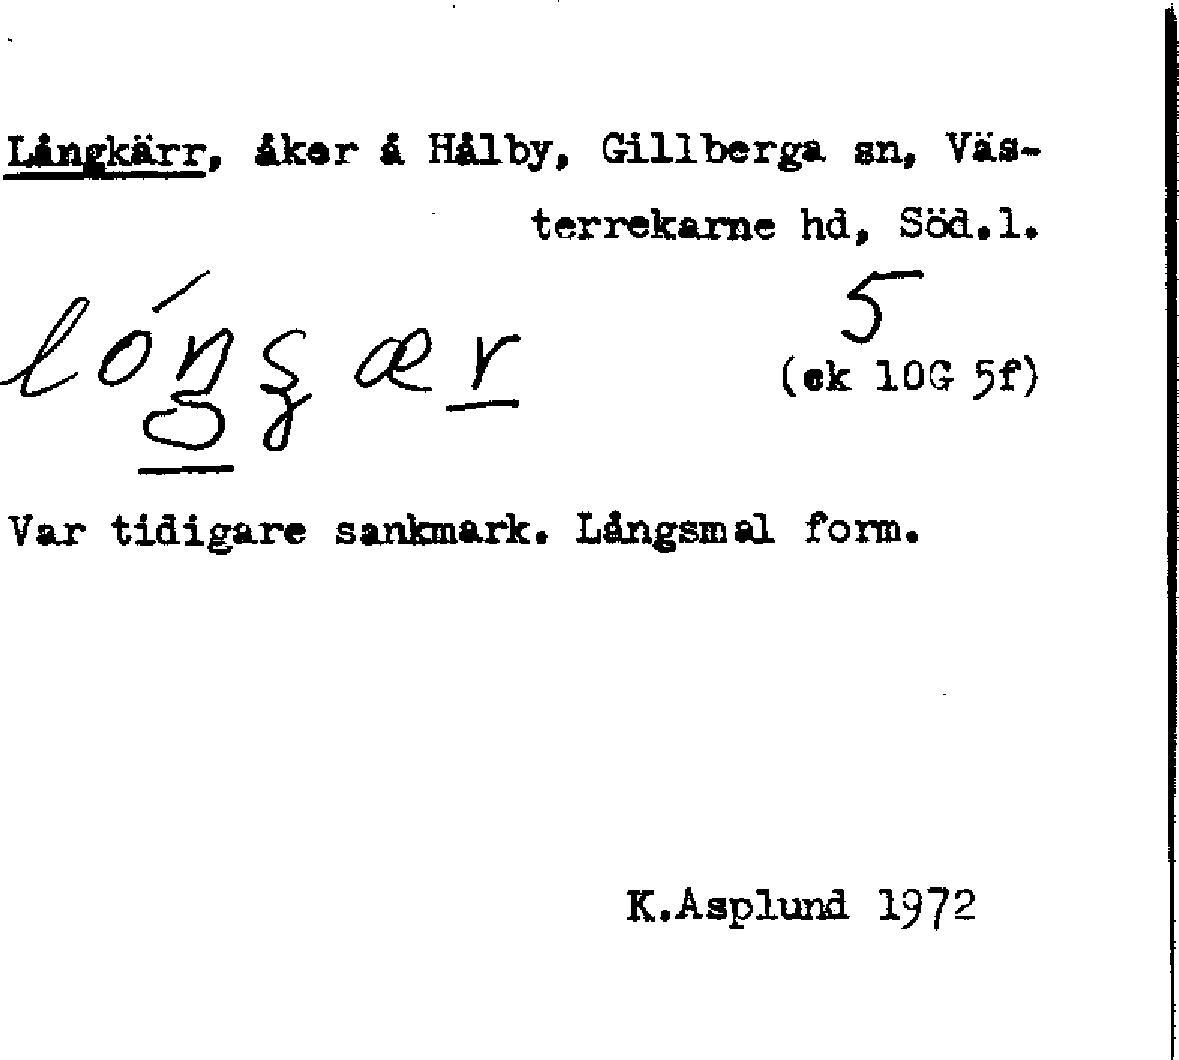 Långkärr, åker å Hålby, Gillberga sn, Väs-
terrekarne hd, Söd.l.
5
(ek 10G 5f)
Var tidigare sankmark. Långsmal form.
K.Asplund 1972